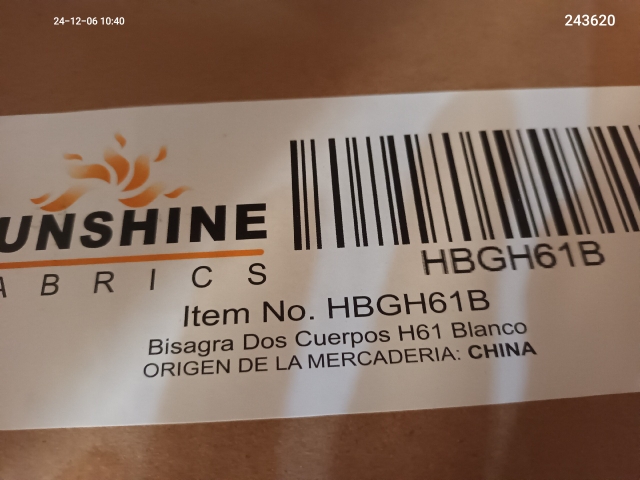 24-12-06 10:40
243620
UNSHINE
ABRICS
HBGH61B
Item No. HBGH61B
Bisagra Dos Cuerpos H61 Blanco
ORIGEN DE LA MERCADERIA: CHINA